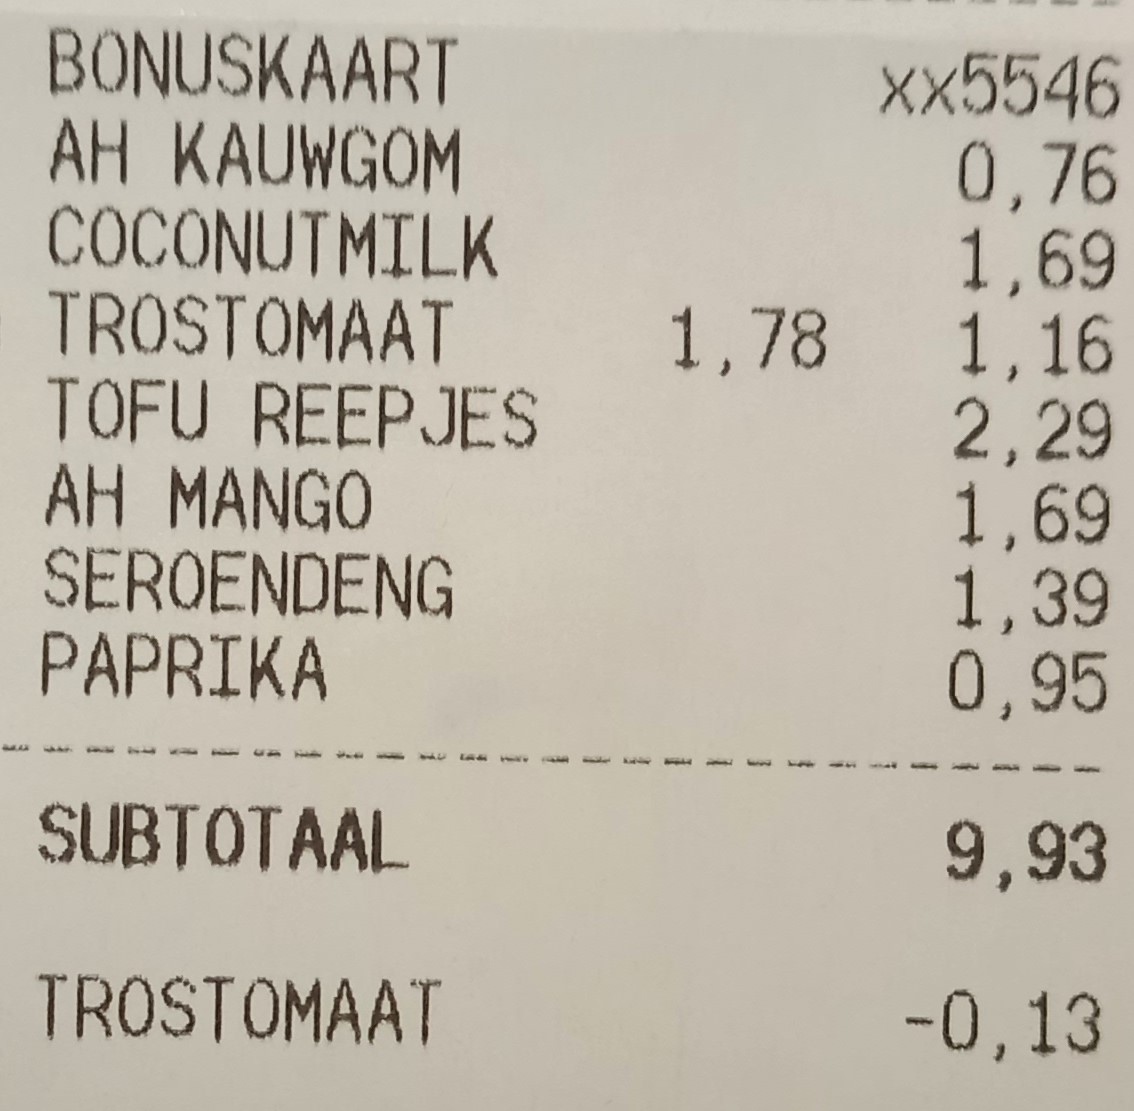 BONUSKAART xx5546
AH KAUWGOM 0,76
COCONUTMILK 1,69
TROSTOMAAT 1,78 1,16
TOFU REEPJES 2,29
AH MANGO 1,69
SEROENDENG 1,39
PAPRIKA 0,95
SUBTOTAAL 9,93
TROSTOMAAT -0,13